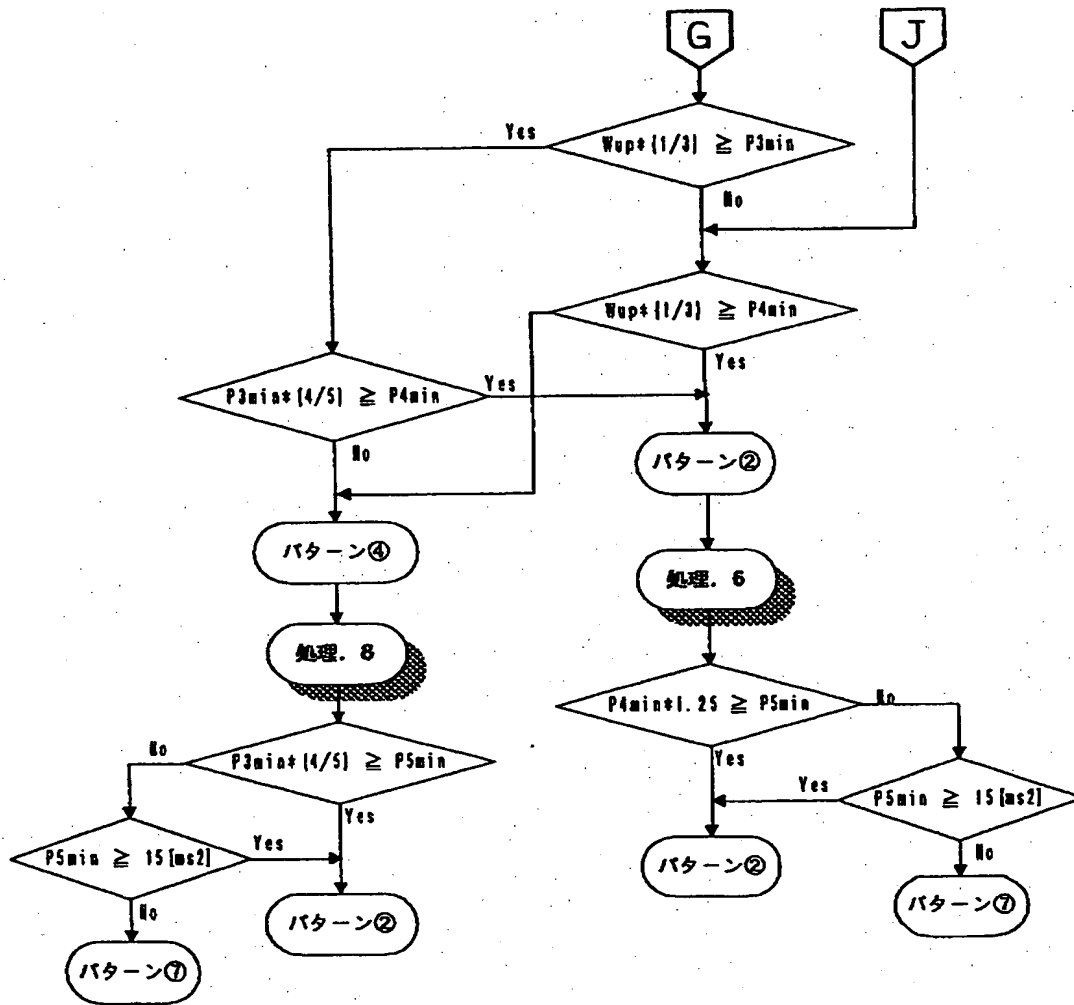 G
J
Yes
Wup*(1/3) ≧ P3min
No
Wup*(1/3) ≧ P4min
Yes
P3min*(4/5) ≧ P4min
Yes
No
パターン②
パターン④
処理. 6
処理. 8
P4min*1.25 ≧ P5min
No
No
P3min*(4/5) ≧ P5min
Yes
Yes
P5min ≧ 15[ms2]
Yes
P5min ≧ 15[ms2]
Yes
No
パターン②
No
パターン②
パターン⑦
パターン⑦